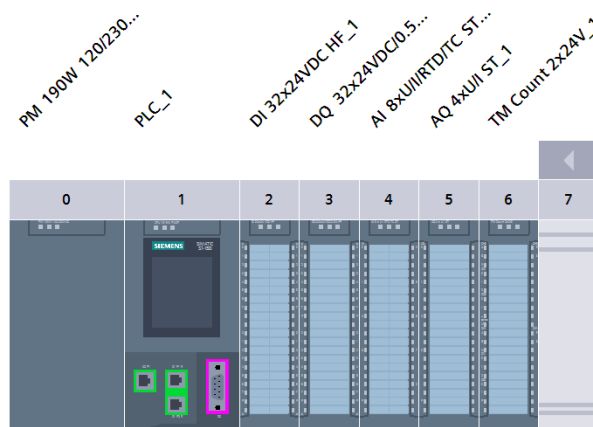 PM 190W 120/230...
PLC_1
DI 32x24VDC HF_1
DQ 32x24VDC/0.5...
AI 8xU/I/RTD/TC ST...
AQ 4xU/I ST_1
TM Count 2x24V_1
0 1 2 3 4 5 6 7
SIEMENS